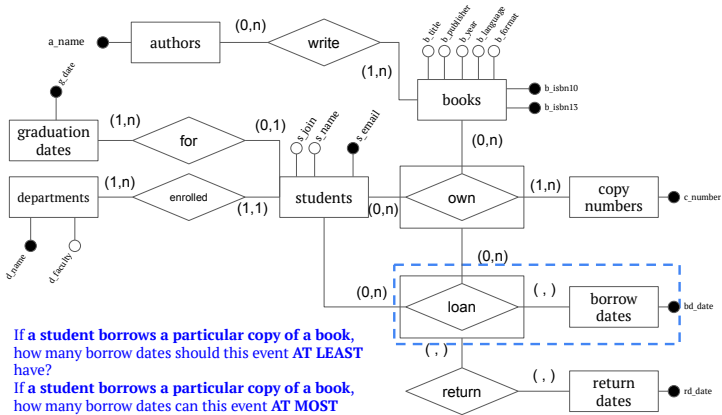 b_title
b_publisher
b_year
b_language
b_format
a_name
authors
(0,n)
write
(1,n)
books
b_isbn10
b_isbn13
g_date
graduation
dates
(1,n)
for
(0,1)
s_join
s_name
s_email
(0,n)
departments
(1,n)
enrolled
(1,1)
students
(0,n)
own
(1,n)
copy
numbers
c_number
d_name
d_faculty
(0,n)
(0,n)
loan
( , )
borrow
dates
bd_date
( , )
return
( , )
return
dates
rd_date
If a student borrows a particular copy of a book,
how many borrow dates should this event AT LEAST
have?
If a student borrows a particular copy of a book,
how many borrow dates can this event AT MOST